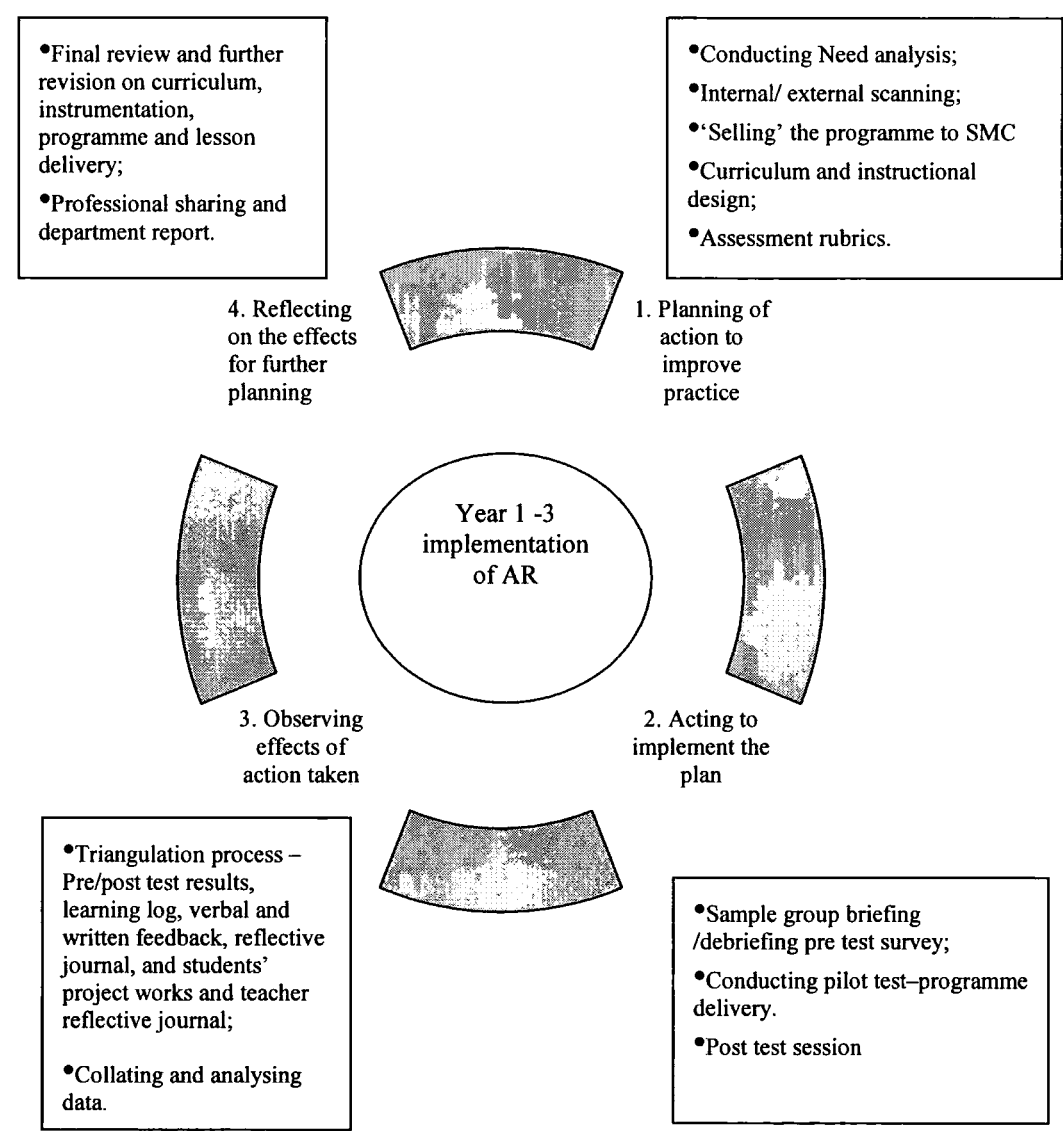 •Final review and further
revision on curriculum,
instrumentation,
programme and lesson
delivery;
•Professional sharing and
department report.
•Conducting Need analysis;
•Internal/ external scanning;
•‘Selling’ the programme to SMC
•Curriculum and instructional
design;
•Assessment rubrics.
4. Reflecting
on the effects
for further
planning
1. Planning of
action to
improve
practice
Year 1 -3
implementation
of AR
3. Observing
effects of
action taken
2. Acting to
implement the
plan
•Triangulation process –
Pre/post test results,
learning log, verbal and
written feedback, reflective
journal, and students’
project works and teacher
reflective journal;
•Collating and analysing
data.
•Sample group briefing
/debriefing pre test survey;
•Conducting pilot test–programme
delivery.
•Post test session